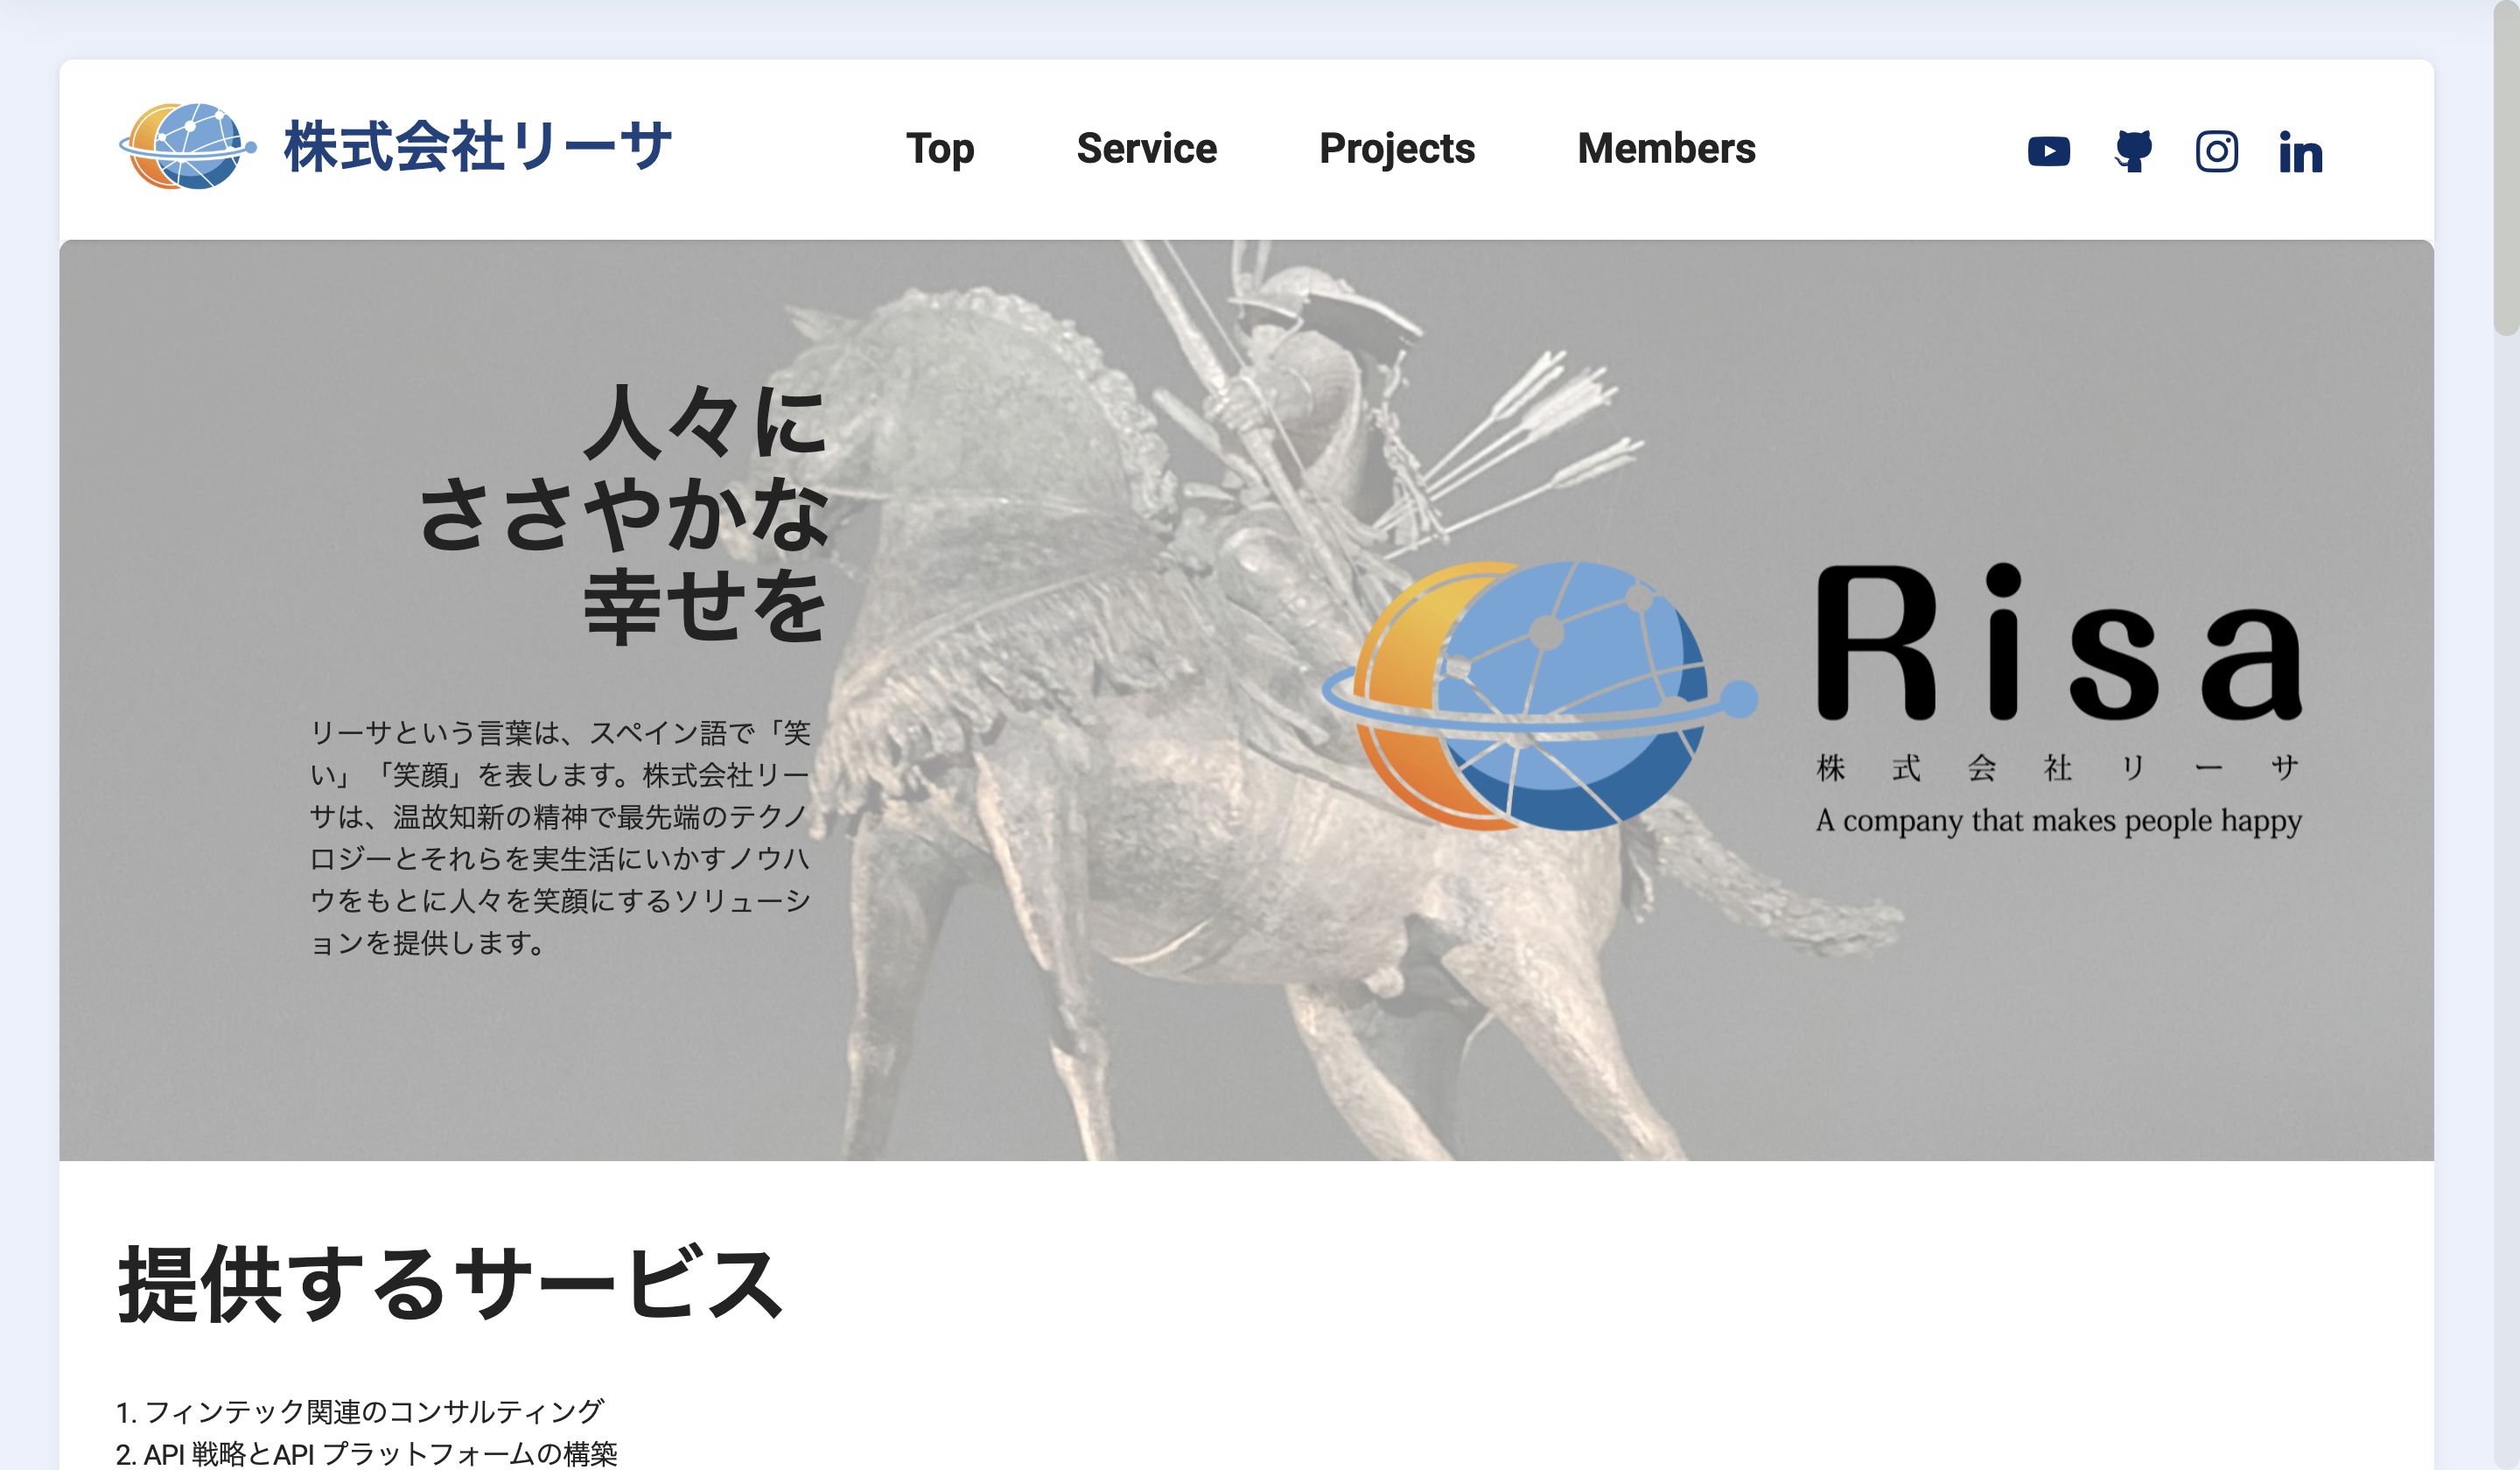 株式会社リーサ
Top
Service
Projects
Members
人々に
ささやかな
幸せを
リーサという言葉は、スペイン語で「笑
い」「笑顔」を表します。株式会社リー
サは、温故知新の精神で最先端のテクノ
ロジーとそれらを実生活にいかすノウハ
ウをもとに人々を笑顔にするソリューシ
ョンを提供します。
Risa
株式会社リーサ
A company that makes people happy
提供するサービス
1. フィンテック関連のコンサルティング
2. API 戦略とAPI プラットフォームの構築